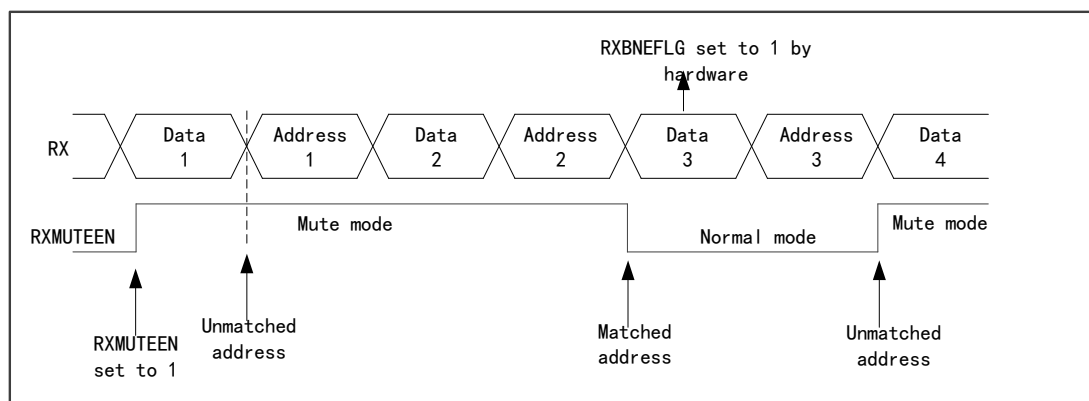 RXBNEFLG set to 1 by
hardware
RX
Data
1
Address
1
Data
2
Address
2
Data
3
Address
3
Data
4
RXMUTEEN
Mute mode
Normal mode
Mute mode
RXMUTEEN
set to 1
Unmatched
address
Matched
address
Unmatched
address